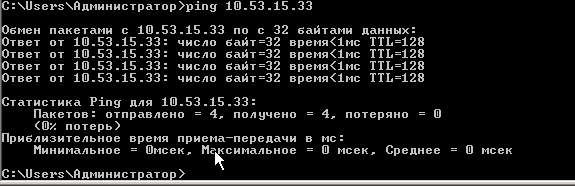 C:\Users\Администратор>ping 10.53.15.33
Обмен пакетами с 10.53.15.33 по с 32 байтами данных:
Ответ от 10.53.15.33: число байт=32 время<1мс TTL=128
Ответ от 10.53.15.33: число байт=32 время<1мс TTL=128
Ответ от 10.53.15.33: число байт=32 время<1мс TTL=128
Ответ от 10.53.15.33: число байт=32 время<1мс TTL=128
Статистика Ping для 10.53.15.33:
Пакетов: отправлено = 4, получено = 4, потеряно = 0
(0% потерь)
Приблизительное время приема-передачи в мс:
Минимальное = 0мсек, Максимальное = 0 мсек, Среднее = 0 мсек
C:\Users\Администратор>